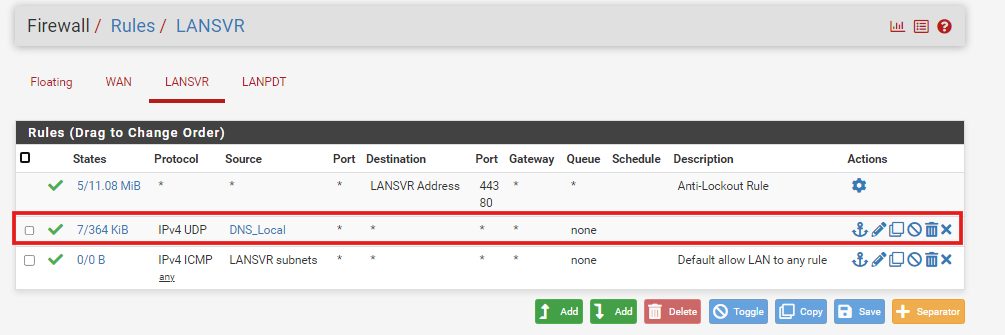 Firewall / Rules / LANSVR
Floating WAN LANSVR LANPDT
Rules (Drag to Change Order)
States Protocol Source Port Destination Port Gateway Queue Schedule Description Actions
5/11.08 MiB * * * LANSVR Address 443 * * Anti-Lockout Rule
80
7/364 KiB IPv4 UDP DNS_Local * * * * none
0/0 B IPv4 ICMP LANSVR subnets * * * * none Default allow LAN to any rule
any
Add Add Delete Toggle Copy Save Separator